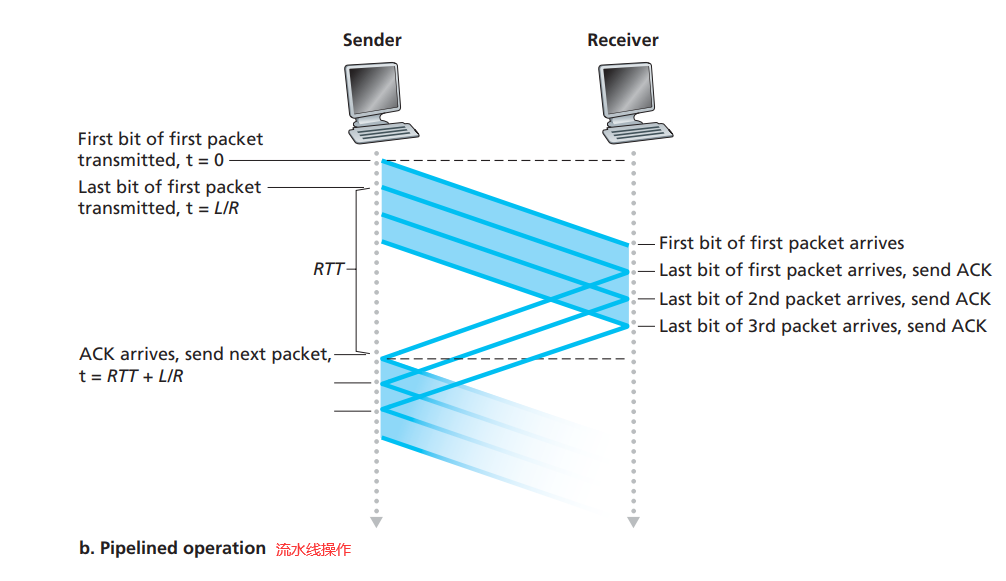 Sender
Receiver
First bit of first packet
transmitted, t = 0
Last bit of first packet
transmitted, t = L/R
RTT
First bit of first packet arrives
Last bit of first packet arrives, send ACK
Last bit of 2nd packet arrives, send ACK
Last bit of 3rd packet arrives, send ACK
ACK arrives, send next packet,
t = RTT + L/R
b. Pipelined operation 流水线操作